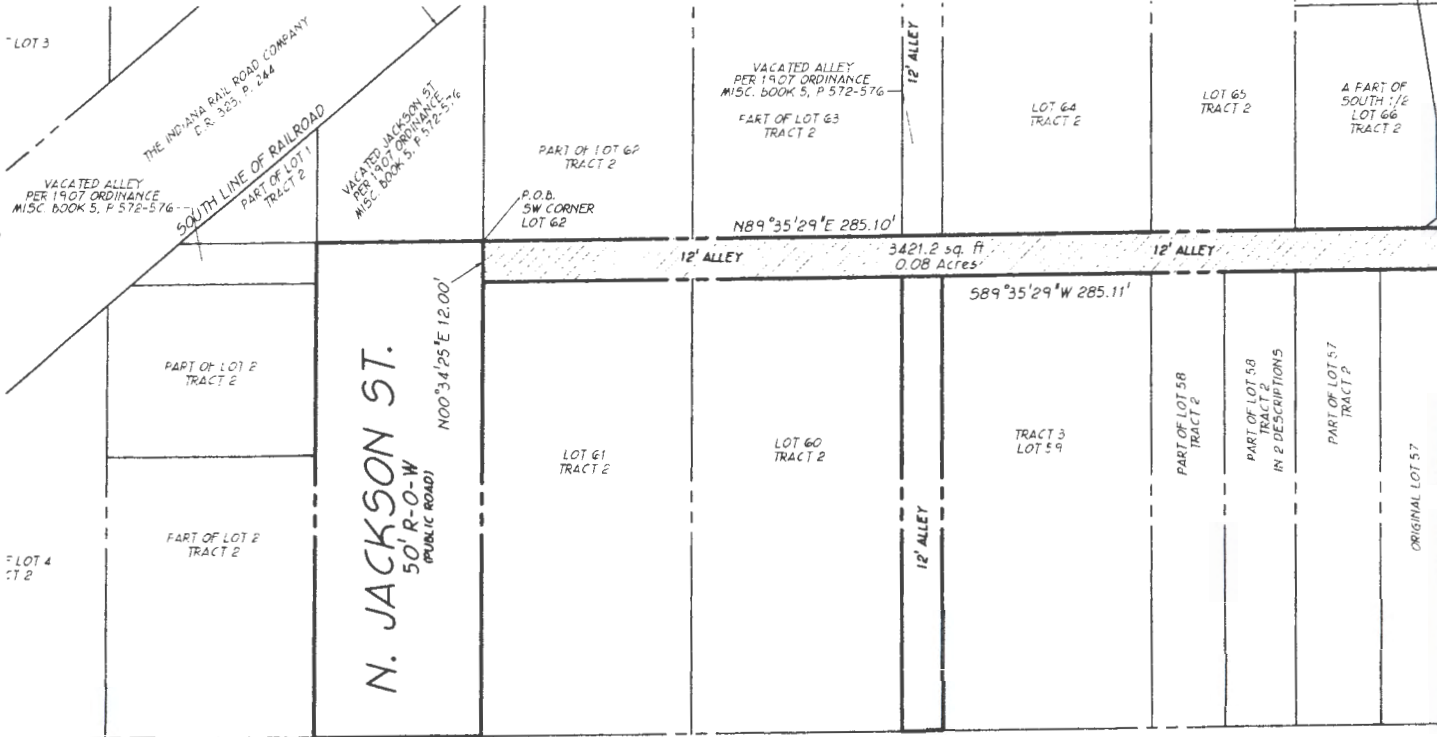 LOT 3
THE INDIANA RAIL ROAD COMPANY
D.R. 323, P. 244
SOUTH LINE OF RAILROAD
VACATED ALLEY
PER 1907 ORDINANCE
MISC. BOOK 5, P 572-576
PART OF LOT 1
TRACT 2
VACATED JACKSON ST
PER 1907 ORDINANCE
MISC. BOOK 5, P 572-576
PART OF LOT 62
TRACT 2
P.O.B.
SW CORNER
LOT 62
VACATED ALLEY
PER 1907 ORDINANCE
MISC. BOOK 5, P 572-576
PART OF LOT 63
TRACT 2
12' ALLEY
LOT 64
TRACT 2
LOT 65
TRACT 2
A PART OF
SOUTH 1/2
LOT 66
TRACT 2
N89°35'29"E 285.10'
12' ALLEY
3421.2 sq. ft
0.08 Acres
12' ALLEY
S89°35'29"W 285.11'
N00°34'25"E 12.00'
PART OF LOT 2
TRACT 2
PART OF LOT 2
TRACT 2
LOT 4
CT 2
N. JACKSON ST.
50' R-O-W
(PUBLIC ROAD)
LOT 61
TRACT 2
LOT 60
TRACT 2
12' ALLEY
TRACT 3
LOT 59
PART OF LOT 58
TRACT 2
PART OF LOT 58
TRACT 2
IN 2 DESCRIPTIONS
PART OF LOT 57
TRACT 2
ORIGINAL LOT 57